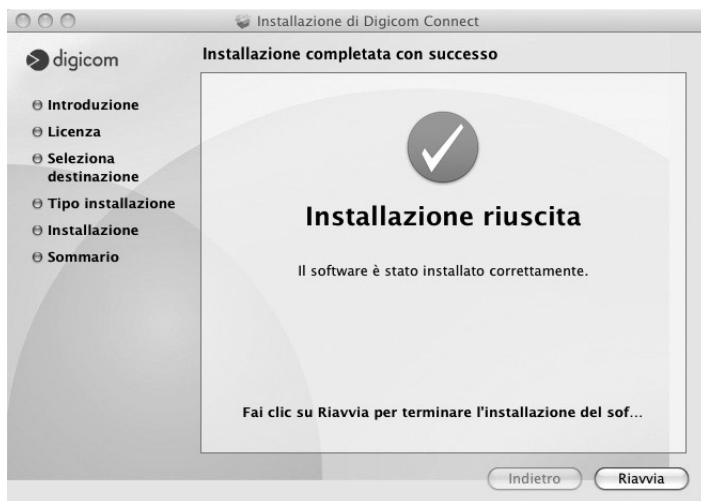 Installazione di Digicom Connect
digicom
Installazione completata con successo
Introduzione
Licenza
Seleziona
destinazione
Tipo installazione
Installazione
Sommario
Installazione riuscita
Il software è stato installato correttamente.
Fai clic su Riavvia per terminare l'installazione del sof...
Indietro
Riavvia